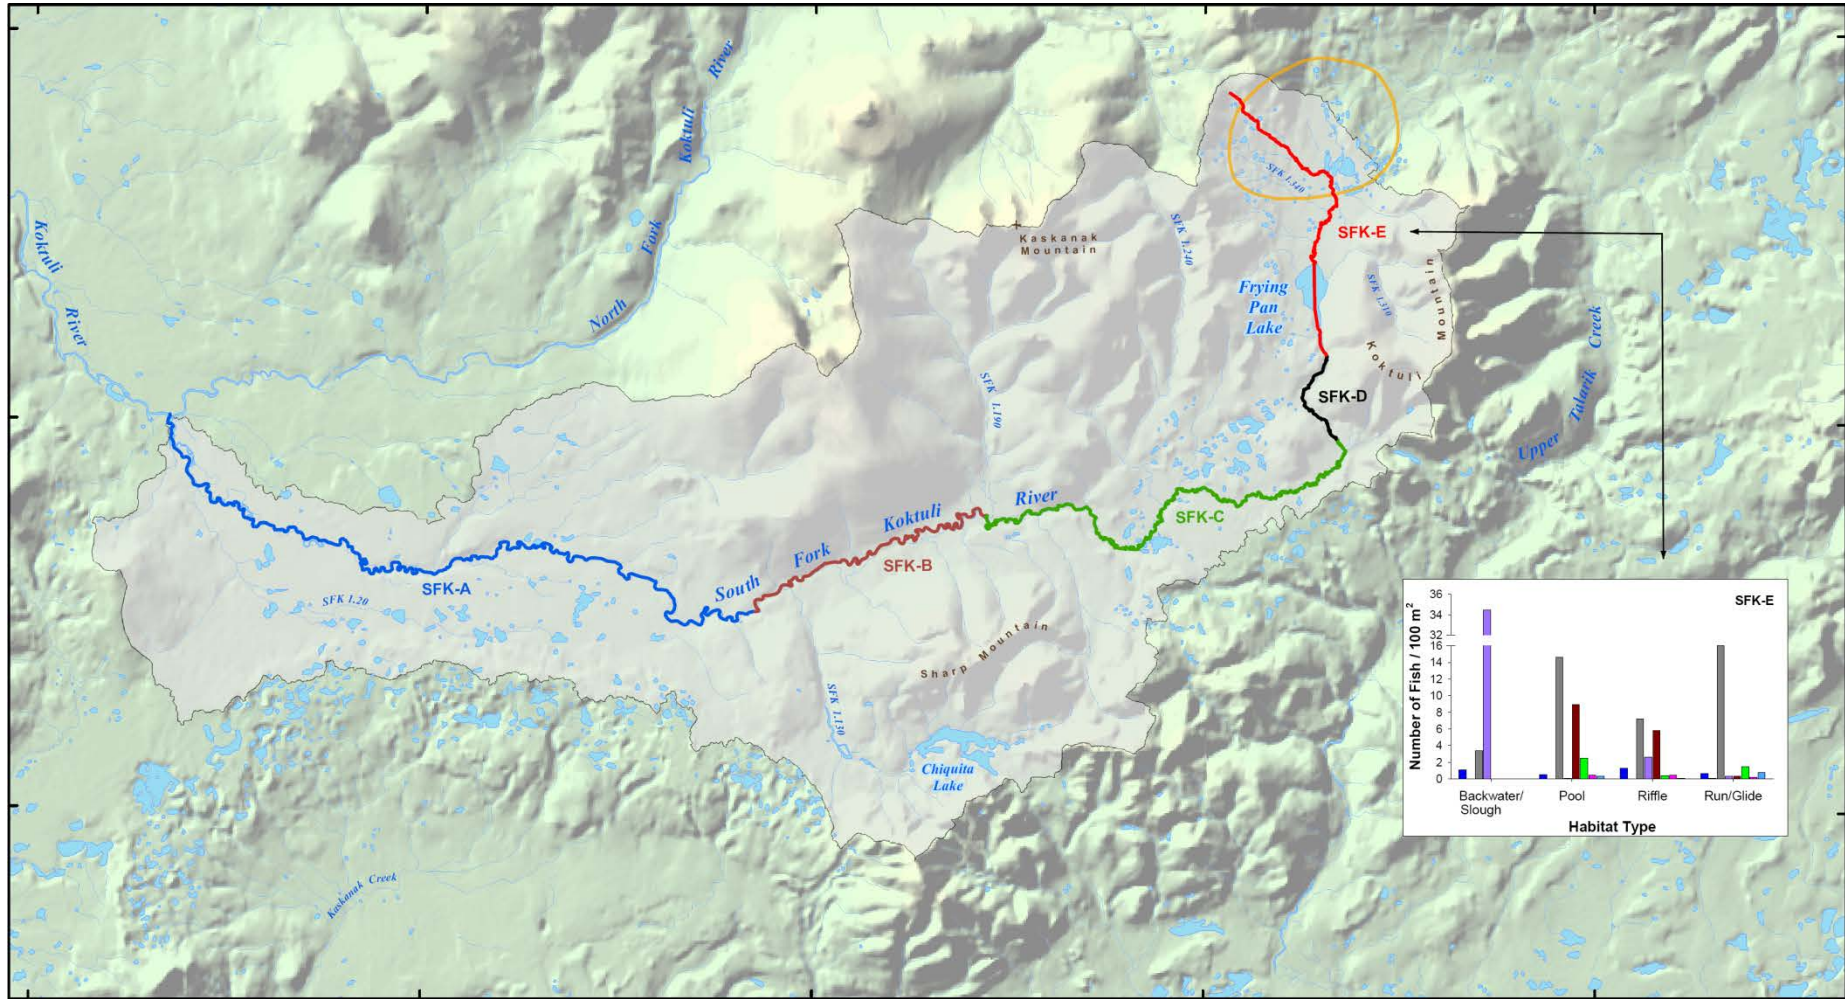 River
Koktuli
Fork
North
Koktuli
River
SFK 1.340
SFK-E
Kaskanak
Mountain
SFK 1.240
Frying
Pan
Lake
SFK 1.310
Mountain
Koktuli
Creek
Talarik
Upper
SFK-D
SFK 1.190
River
Koktuli
Fork
South
SFK-C
SFK-B
SFK-A
SFK 1.20
Sharp Mountain
SFK 1.130
Chiquita
Lake
Kaskanak Creek
SFK-E
36
34
32
16
14
12
10
8
6
4
2
0
Number of Fish / 100 m²
Backwater/
Slough
Pool
Riffle
Run/Glide
Habitat Type